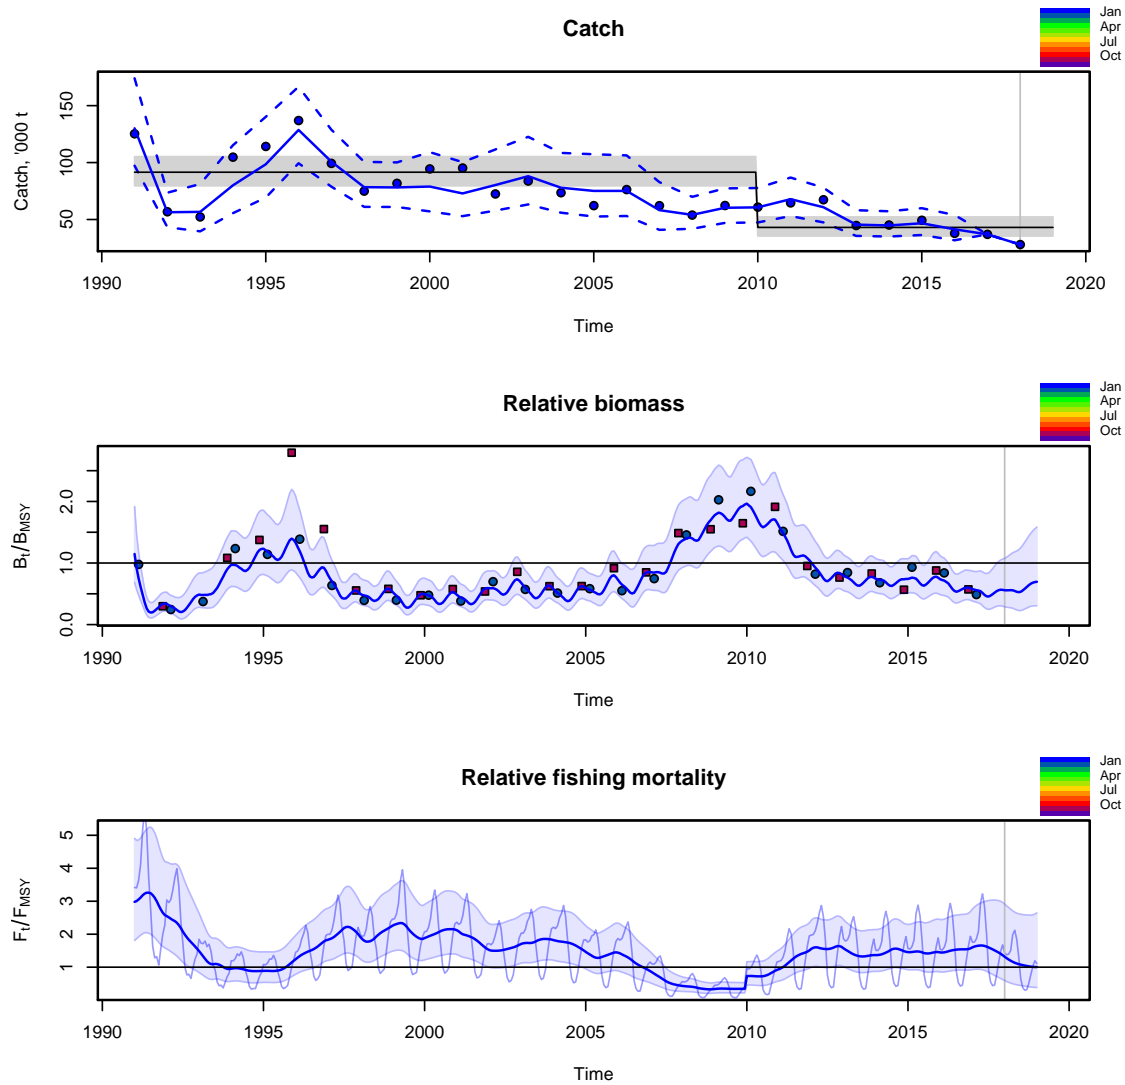 Catch
Jan
Apr
Jul
Oct
Catch, '000 t
150
100
50
1990 1995 2000 2005 2010 2015 2020
Time
Relative biomass
Jan
Apr
Jul
Oct
Bt/BMSY
2.0
1.0
0.0
1990 1995 2000 2005 2010 2015 2020
Time
Relative fishing mortality
Jan
Apr
Jul
Oct
Ft/FMSY
5
4
3
2
1
1990 1995 2000 2005 2010 2015 2020
Time